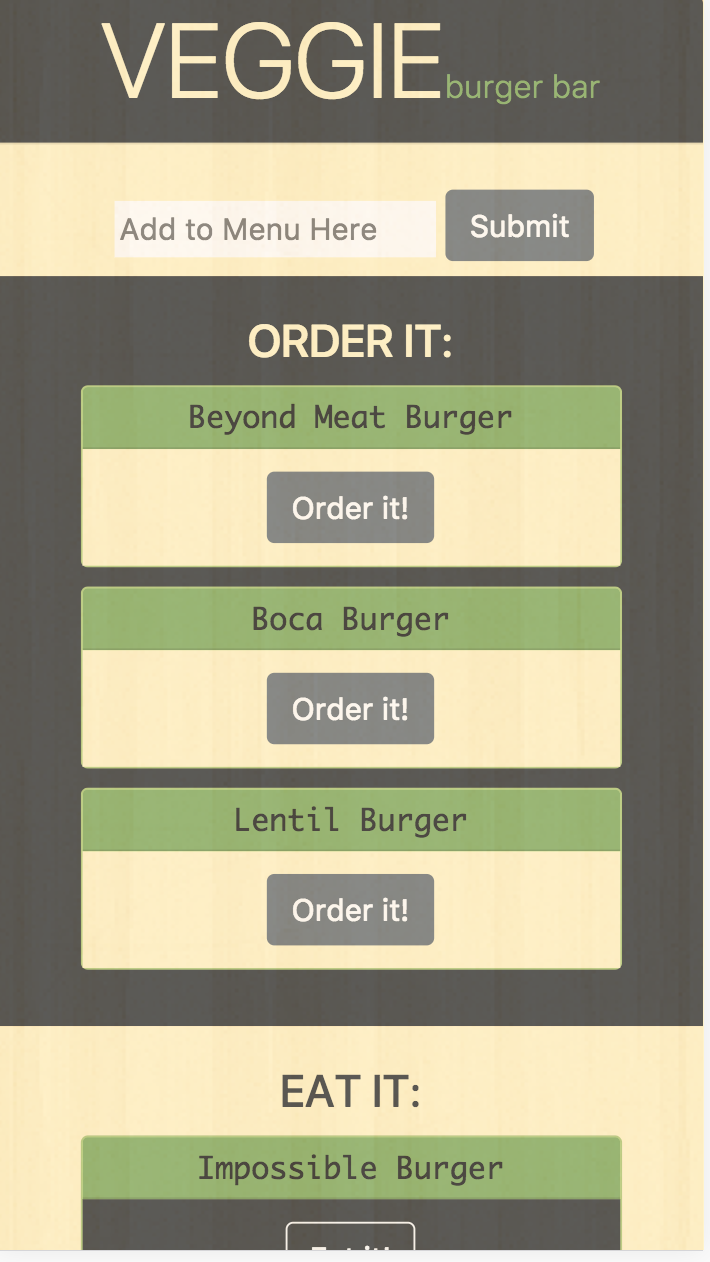 VEGGIE burger bar
Add to Menu Here Submit
ORDER IT:
Beyond Meat Burger
Order it!
Boca Burger
Order it!
Lentil Burger
Order it!
EAT IT:
Impossible Burger